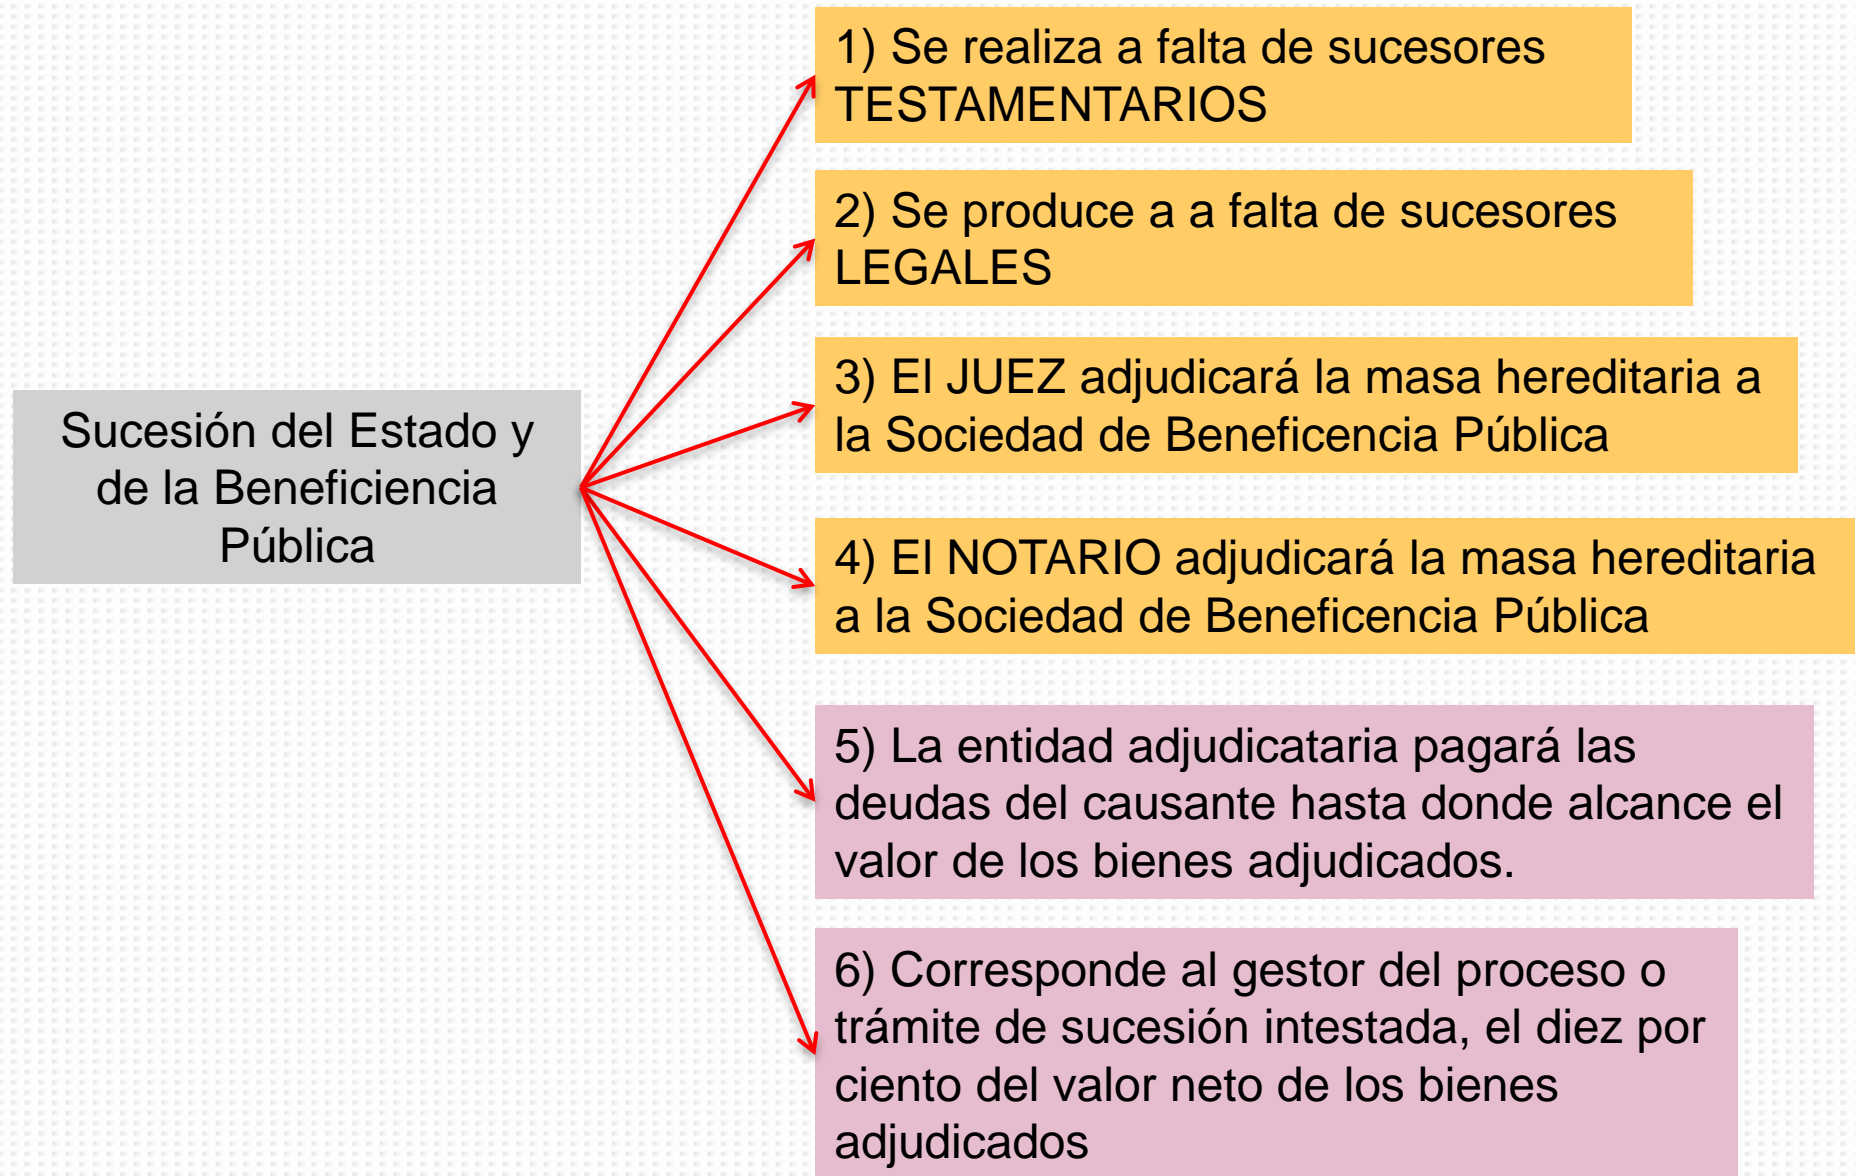 Sucesión del Estado y
de la Beneficiencia
Pública
1) Se realiza a falta de sucesores
TESTAMENTARIOS
2) Se produce a a falta de sucesores
LEGALES
3) El JUEZ adjudicará la masa hereditaria a
la Sociedad de Beneficencia Pública
4) El NOTARIO adjudicará la masa hereditaria
a la Sociedad de Beneficencia Pública
5) La entidad adjudicataria pagará las
deudas del causante hasta donde alcance el
valor de los bienes adjudicados.
6) Corresponde al gestor del proceso o
trámite de sucesión intestada, el diez por
ciento del valor neto de los bienes
adjudicados